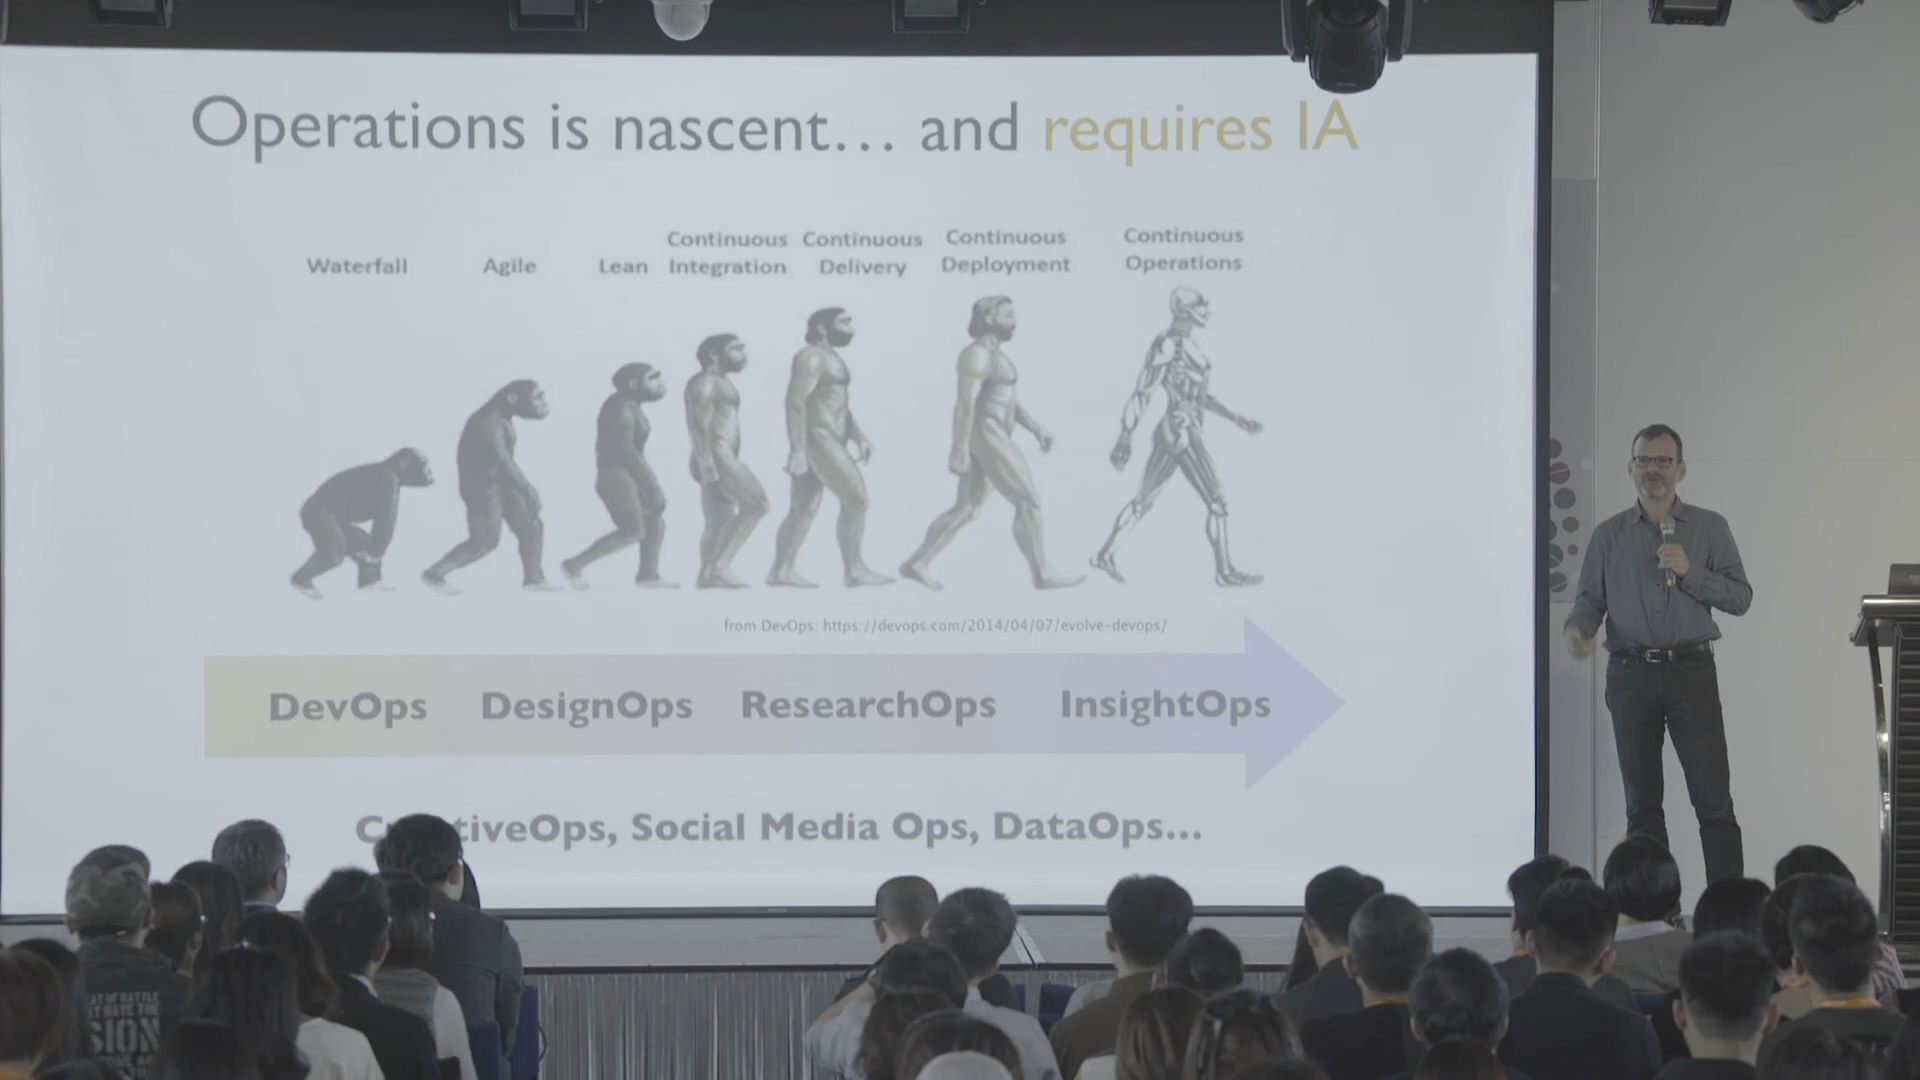 Operations is nascent... and requires IA
Waterfall
Agile
Lean
Continuous
Integration
Continuous
Delivery
Continuous
Deployment
Continuous
Operations
from DevOps: https://devops.com/2014/04/07/evolve-devops/
DevOps DesignOps ResearchOps InsightOps
tiveOps, Social Media Ops, DataOps...
SION